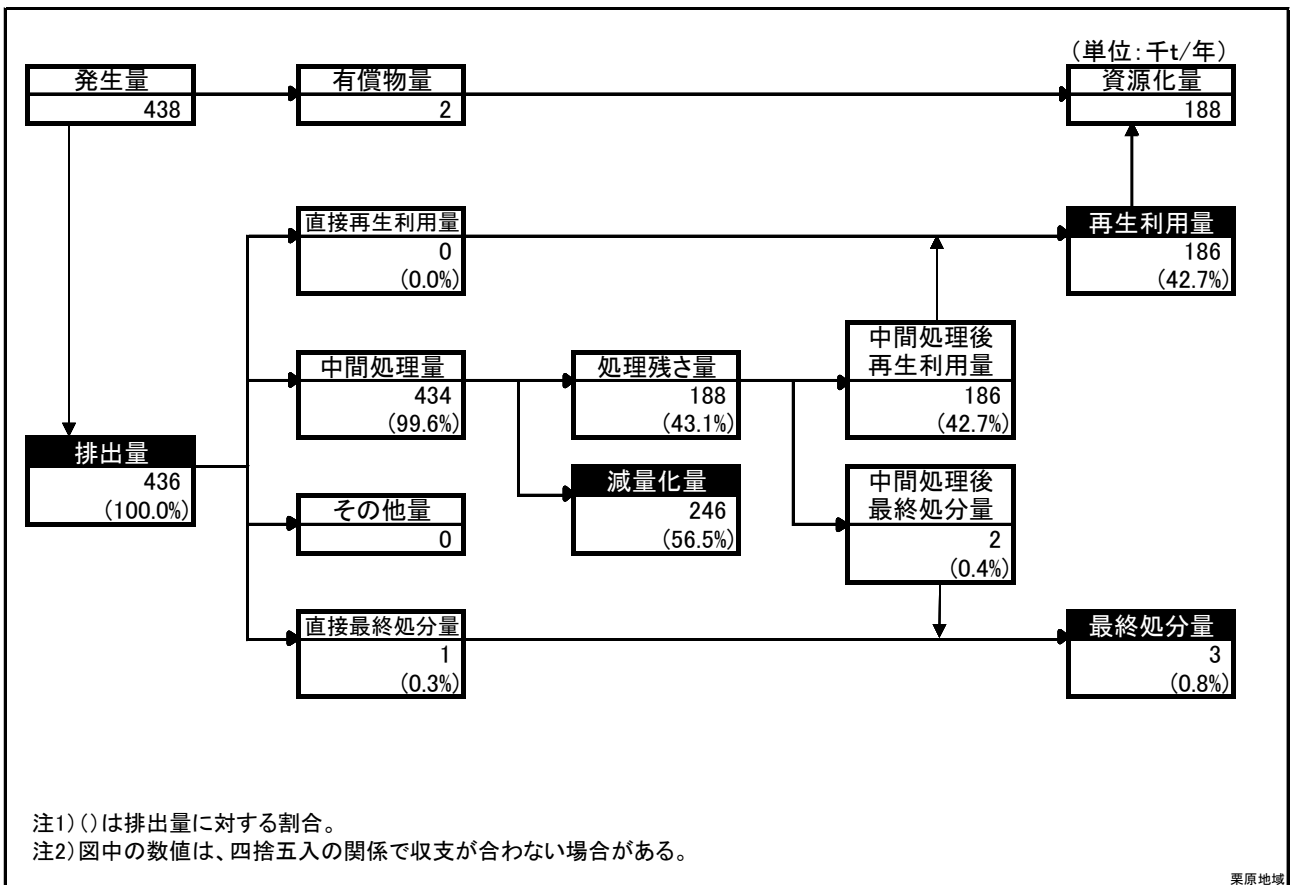 （単位：千t/年）
発生量
438
有償物量
2
資源化量
188
直接再生利用量
0
(0.0%)
再生利用量
186
(42.7%)
中間処理量
434
(99.6%)
処理残さ量
188
(43.1%)
中間処理後
再生利用量
186
(42.7%)
排出量
436
(100.0%)
減量化量
246
(56.5%)
中間処理後
最終処分量
2
(0.4%)
その他量
0
直接最終処分量
1
(0.3%)
最終処分量
3
(0.8%)
注1)()は排出量に対する割合。
注2)図中の数値は、四捨五入の関係で収支が合わない場合がある。
栗原地域